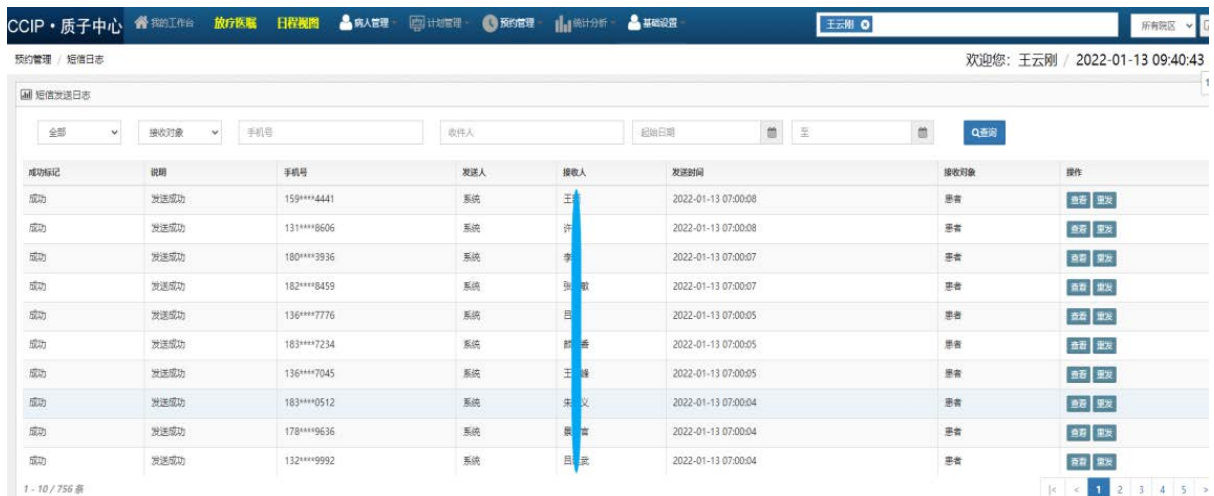 CCIP · 质子中心 我的工作台 放疗医嘱 日程视图 病人管理 计划管理 预约管理 统计分析 基础设置 王云刚 所有院区
预约管理 / 短信日志 欢迎您：王云刚 / 2022-01-13 09:40:43
短信发送日志
全部 接收对象 手机号 收件人 起始日期 至 查询
成功标记 说明 手机号 发送人 接收人 发送时间 接收对象 操作
成功 发送成功 159****4441 系统 王 2022-01-13 07:00:08 患者 查看 重发
成功 发送成功 131****8606 系统 许 2022-01-13 07:00:08 患者 查看 重发
成功 发送成功 180****3936 系统 李 2022-01-13 07:00:07 患者 查看 重发
成功 发送成功 182****8459 系统 张 敏 2022-01-13 07:00:07 患者 查看 重发
成功 发送成功 136****7776 系统 吕 2022-01-13 07:00:05 患者 查看 重发
成功 发送成功 183****7234 系统 香 2022-01-13 07:00:05 患者 查看 重发
成功 发送成功 136****7045 系统 王 峰 2022-01-13 07:00:05 患者 查看 重发
成功 发送成功 183****0512 系统 朱 义 2022-01-13 07:00:04 患者 查看 重发
成功 发送成功 178****9636 系统 景 2022-01-13 07:00:04 患者 查看 重发
成功 发送成功 132****9992 系统 吕 武 2022-01-13 07:00:04 患者 查看 重发
1 - 10 / 756 条 |< < 1 2 3 4 5 >